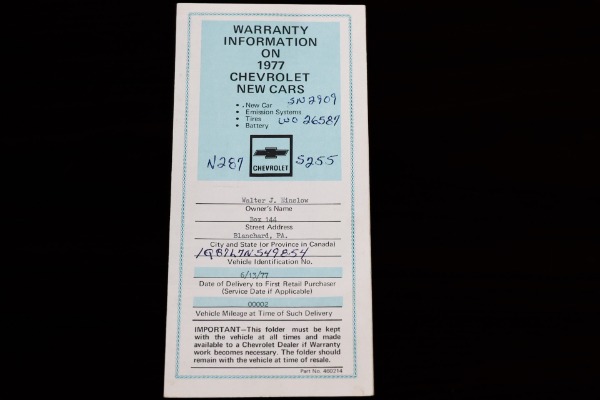 WARRANTY
INFORMATION
ON
1977
CHEVROLET
NEW CARS
• New Car SN2909
• Emission Systems
• Tires LWO 26587
• Battery
N287 CHEVROLET S255
Walter J. Winslow
Owner's Name
Box 144
Street Address
Blanchard, PA.
City and State (or Province in Canada)
1Q87L7N549854
Vehicle Identification No.
6/13/77
Date of Delivery to First Retail Purchaser
(Service Date if Applicable)
00002
Vehicle Mileage at Time of Such Delivery
IMPORTANT—This folder must be kept
with the vehicle at all times and made
available to a Chevrolet Dealer if Warranty
work becomes necessary. The folder should
remain with the vehicle at time of resale.
Part No. 460214